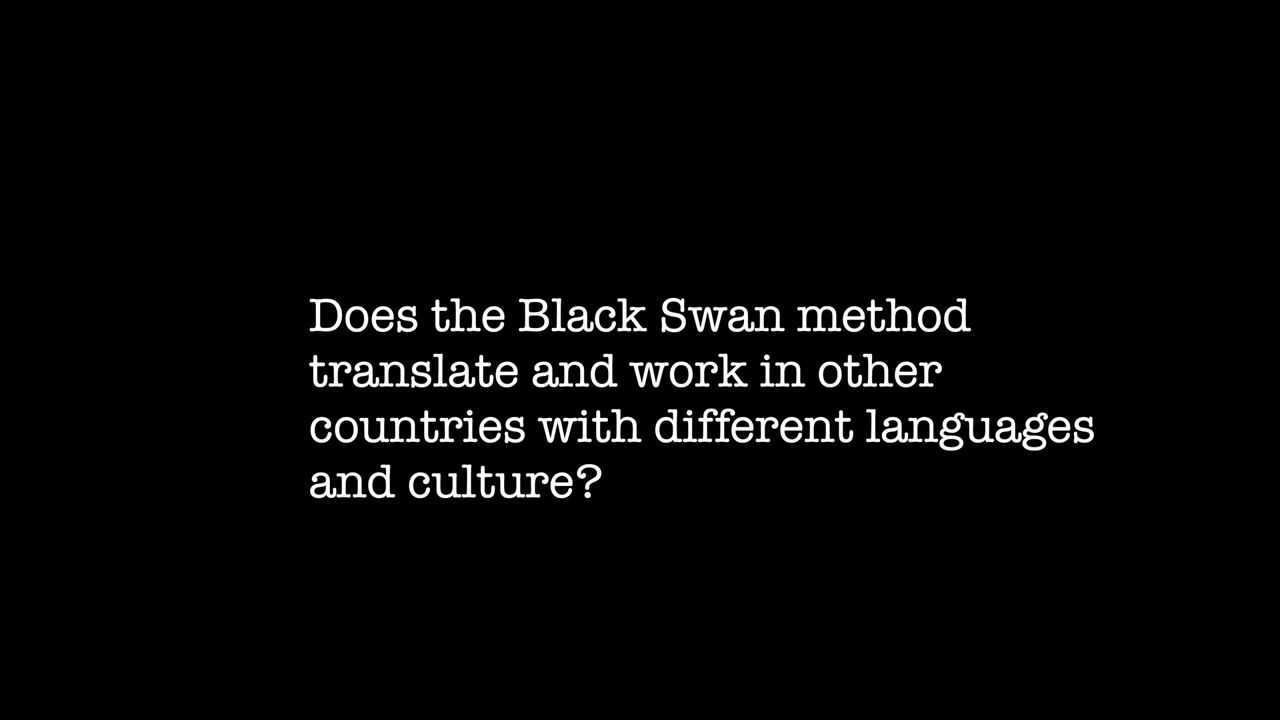 Does the Black Swan method
translate and work in other
countries with different languages
and culture?